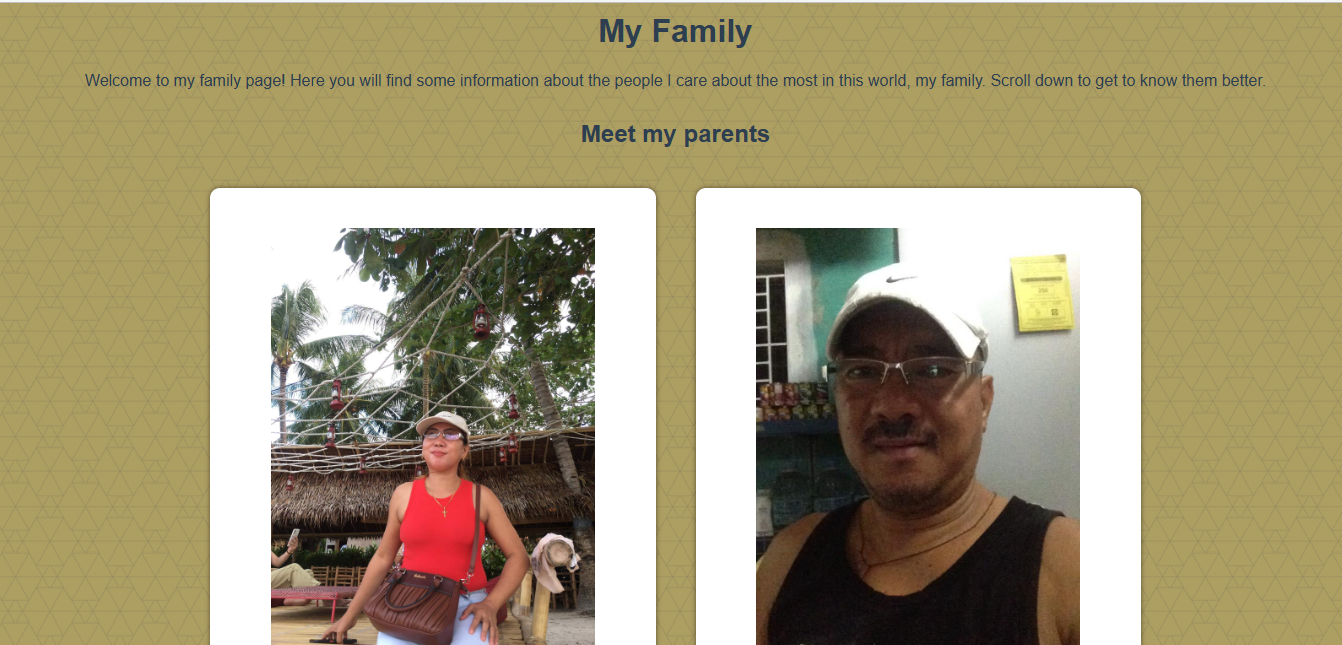 My Family
Welcome to my family page! Here you will find some information about the people I care about the most in this world, my family. Scroll down to get to know them better.
Meet my parents